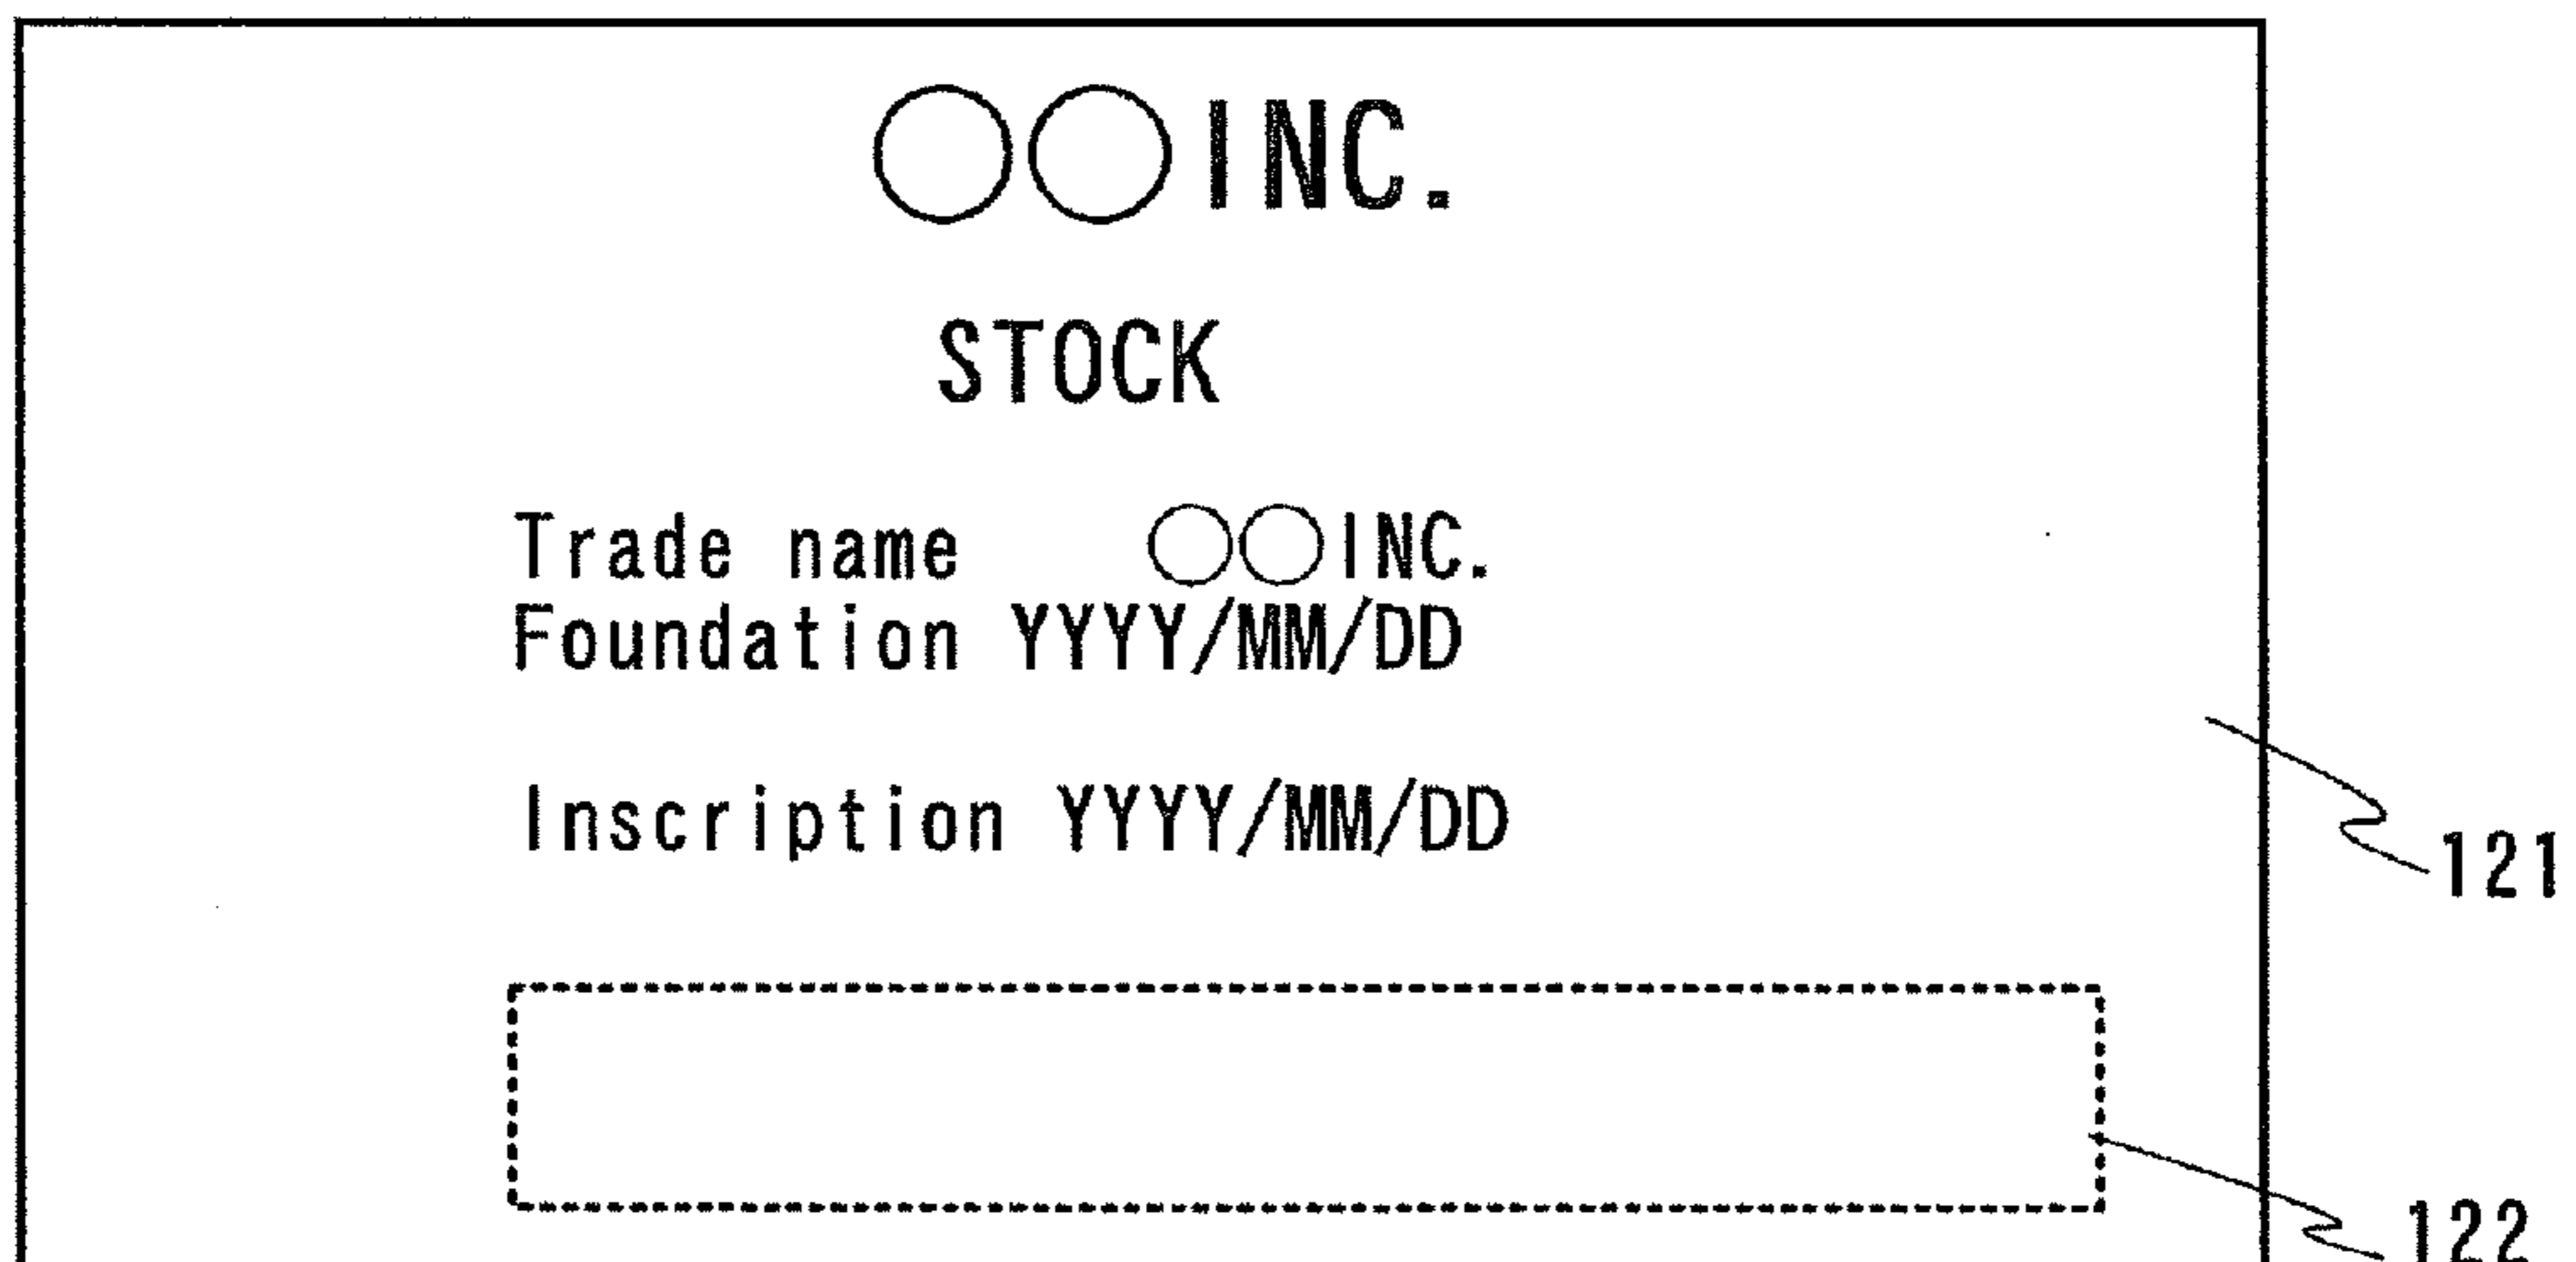 ○○INC.
STOCK
Trade name ○○INC.
Foundation YYYY/MM/DD
Inscription YYYY/MM/DD
121
122